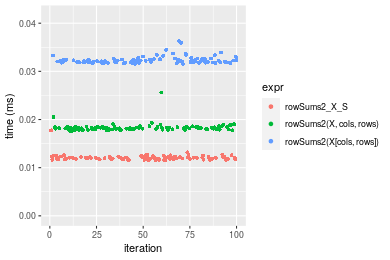 0.04
0.03
0.02
0.01
0.00
time (ms)
0
25
50
75
100
iteration
expr
rowSums2_X_S
rowSums2(X, cols, rows)
rowSums2(X[cols, rows])